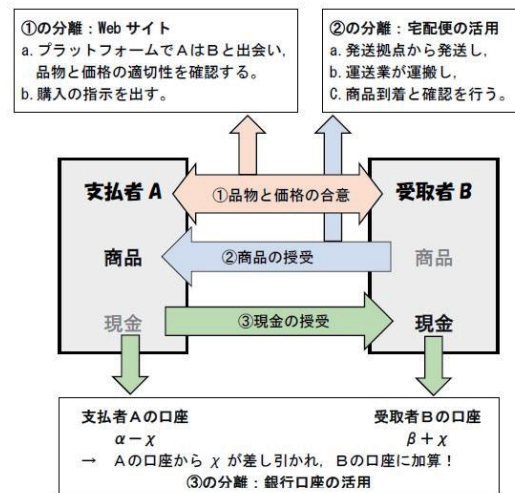 ①の分離：Webサイト
a. プラットフォームでAはBと出会い，
品物と価格の適切性を確認する。
b. 購入の指示を出す。
②の分離：宅配便の活用
a. 発送拠点から発送し，
b. 運送業が運搬し，
C. 商品到着と確認を行う。
支払者A
①品物と価格の合意
受取者B
商品
②商品の授受
商品
現金
③現金の授受
現金
支払者Aの口座
受取者Bの口座
α－χ
β＋χ
→ Aの口座から χ が差し引かれ，Bの口座に加算！
③の分離：銀行口座の活用